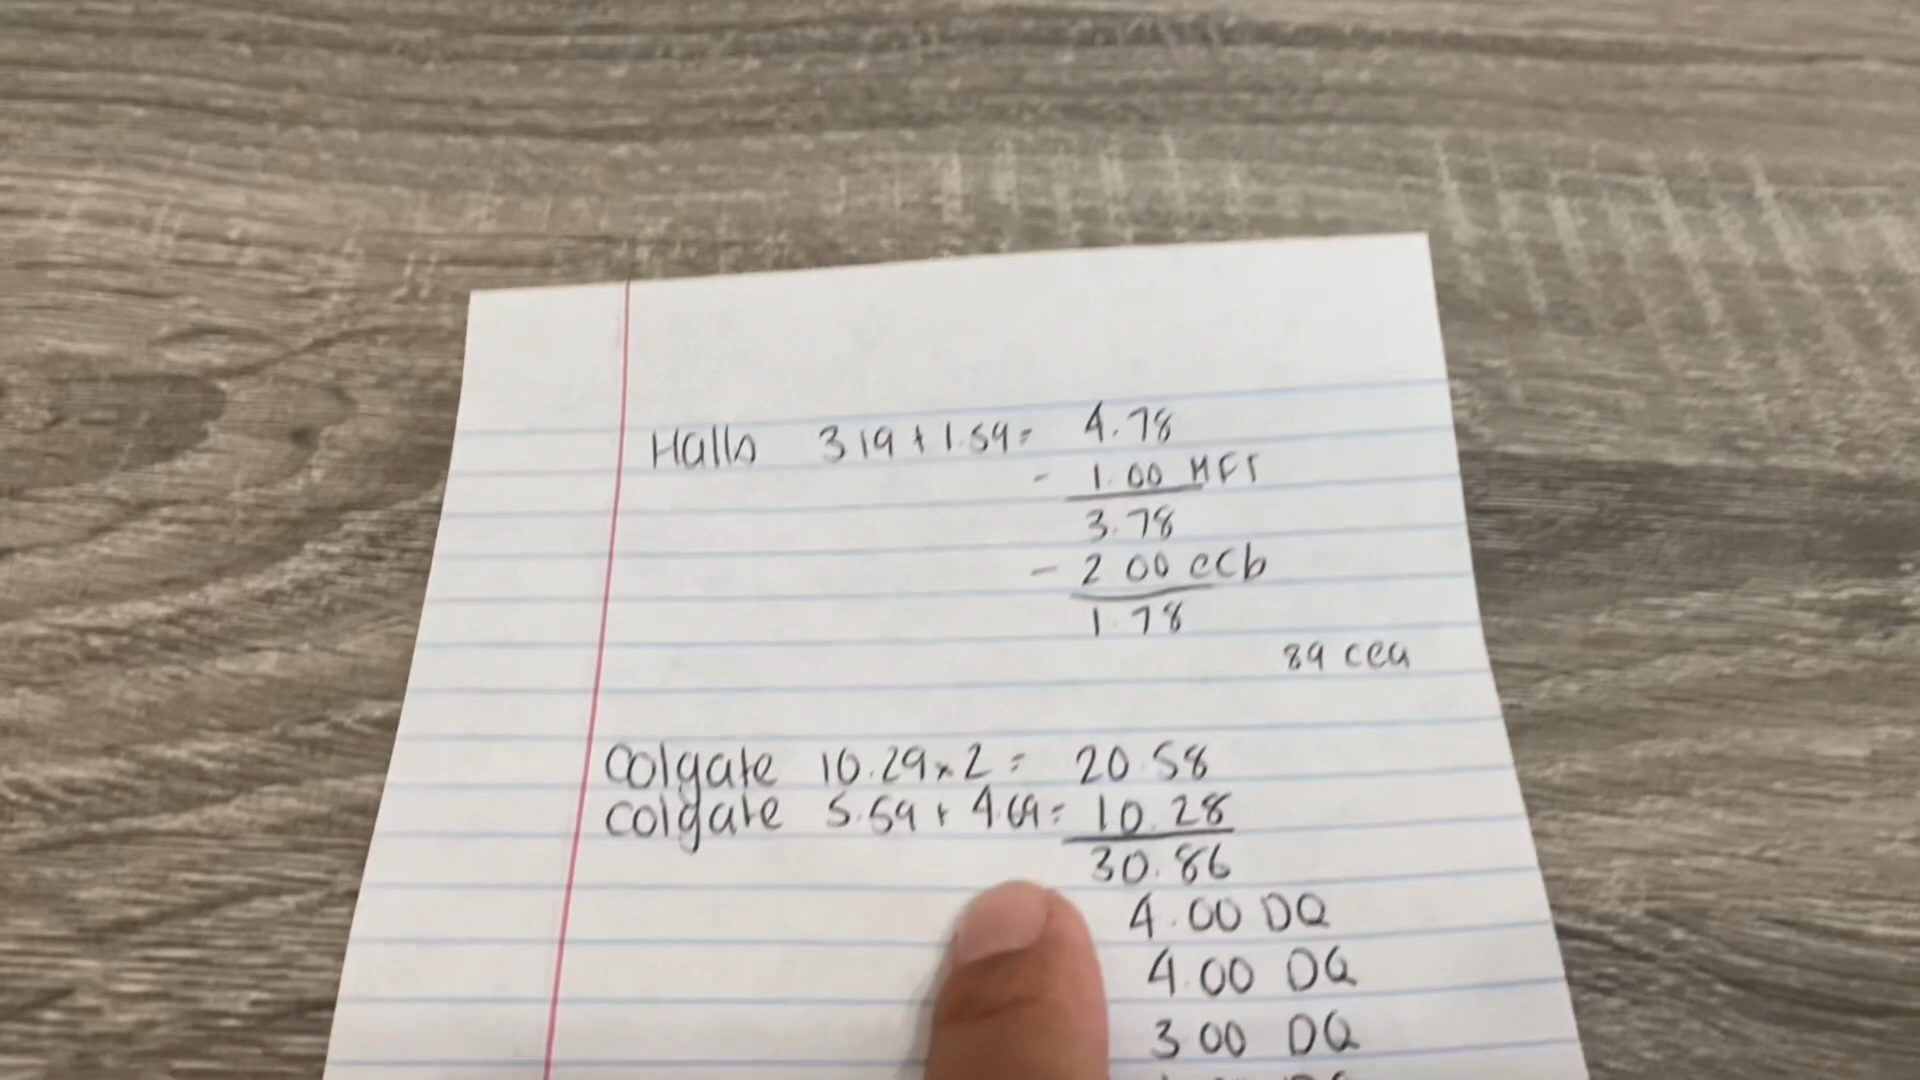 Halls 3.19 + 1.59 = 4.78
- 1.00 MFT
3.78
- 2.00 ecb
1.78
89 cea
Colgate 10.29 x 2 = 20.58
Colgate 5.59 + 4.69 = 10.28
30.86
4.00 DQ
4.00 DQ
3.00 DQ